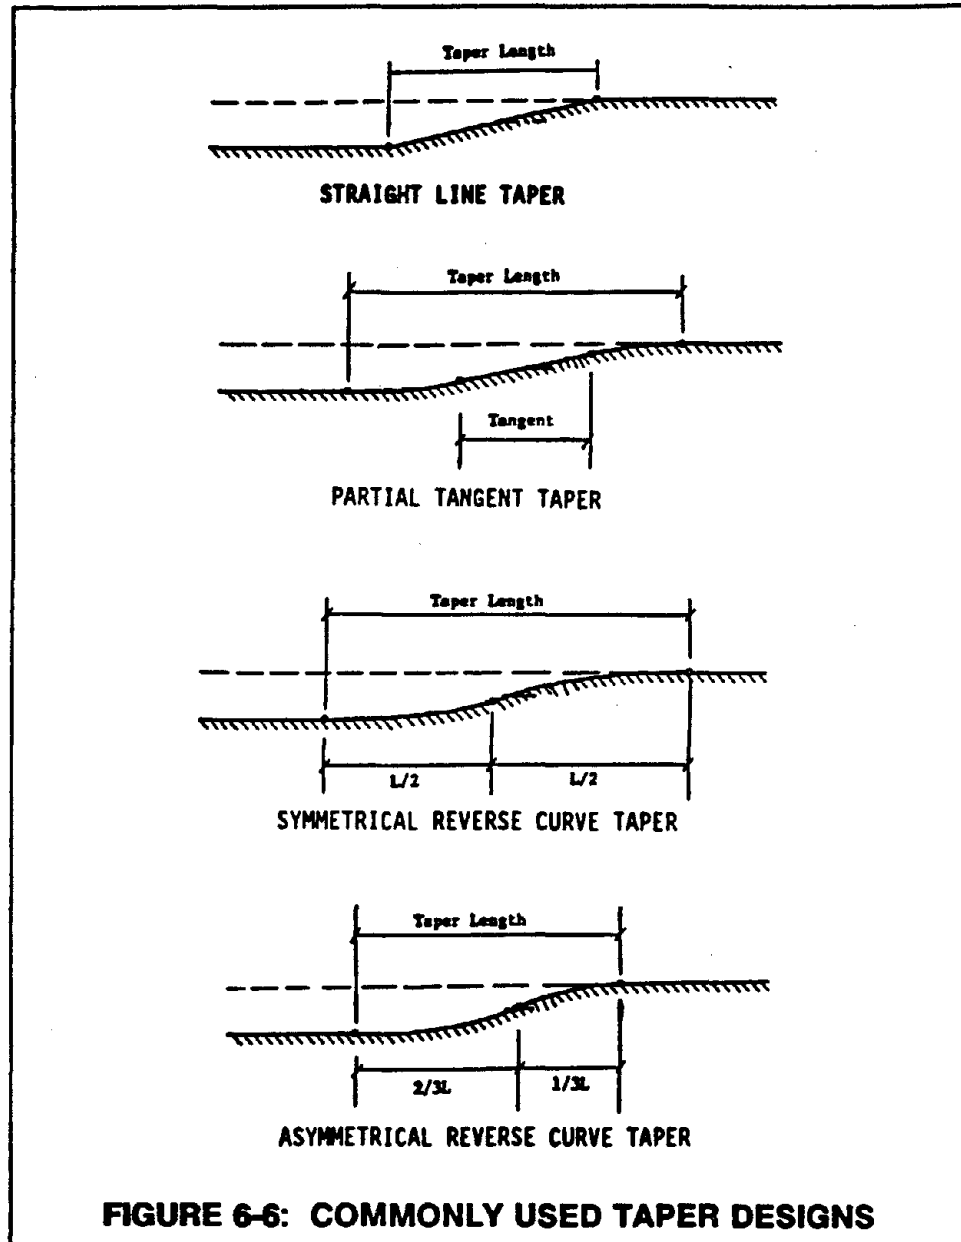 Taper Length
STRAIGHT LINE TAPER
Taper Length
Tangent
PARTIAL TANGENT TAPER
Taper Length
L/2 L/2
SYMMETRICAL REVERSE CURVE TAPER
Taper Length
2/3L 1/3L
ASYMMETRICAL REVERSE CURVE TAPER
FIGURE 6-6: COMMONLY USED TAPER DESIGNS